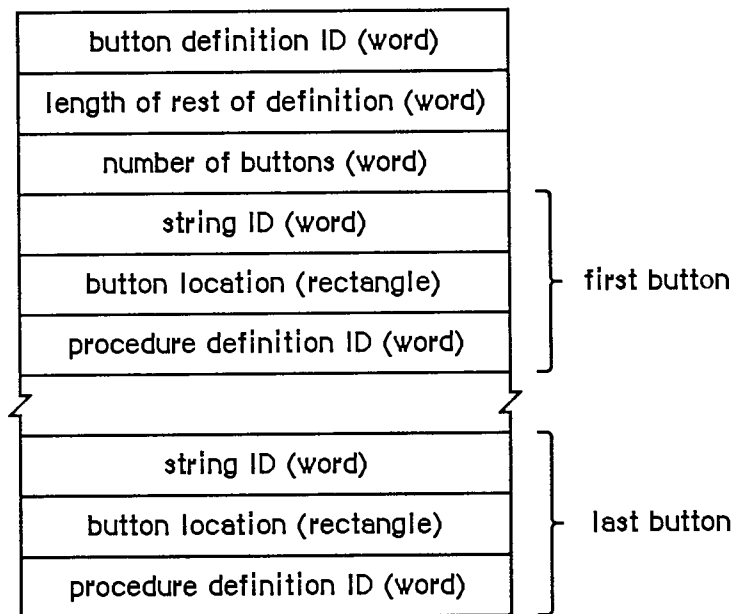 button definition ID (word)
length of rest of definition (word)
number of buttons (word)
string ID (word)
button location (rectangle)
first button
procedure definition ID (word)
string ID (word)
button location (rectangle)
last button
procedure definition ID (word)